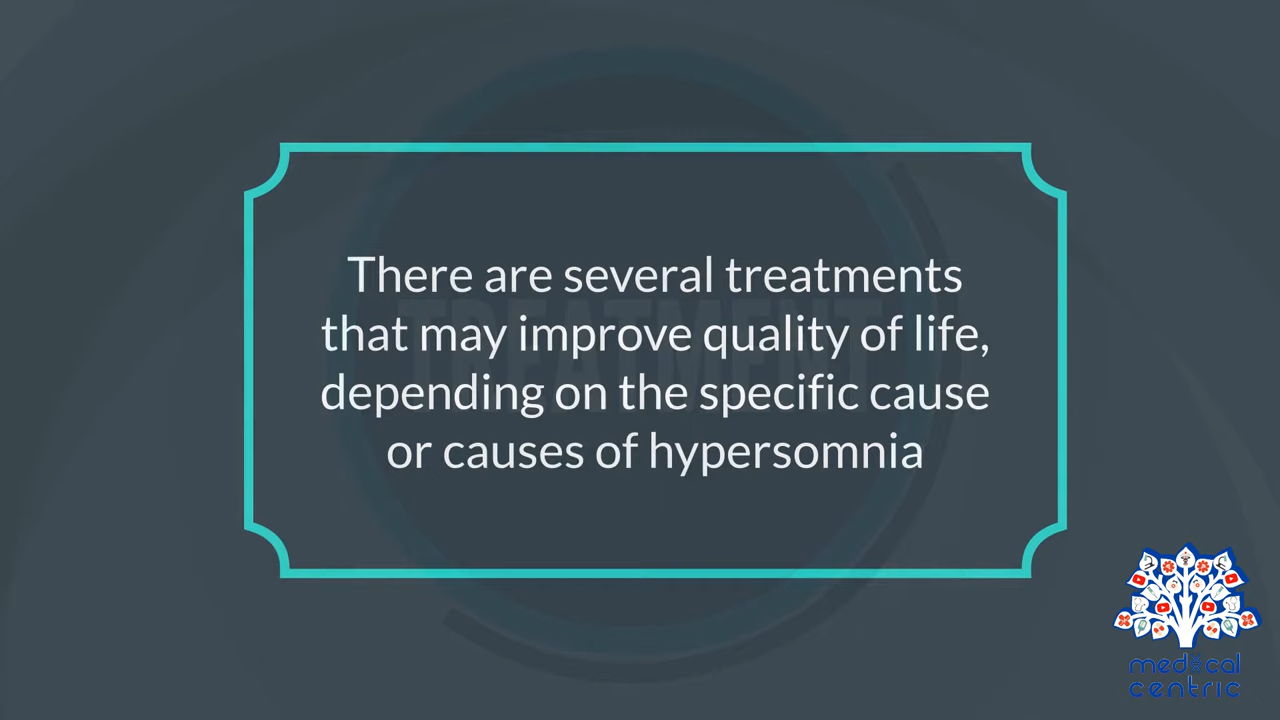 There are several treatments
that may improve quality of life,
depending on the specific cause
or causes of hypersomnia
TREATMENT
medical
centric